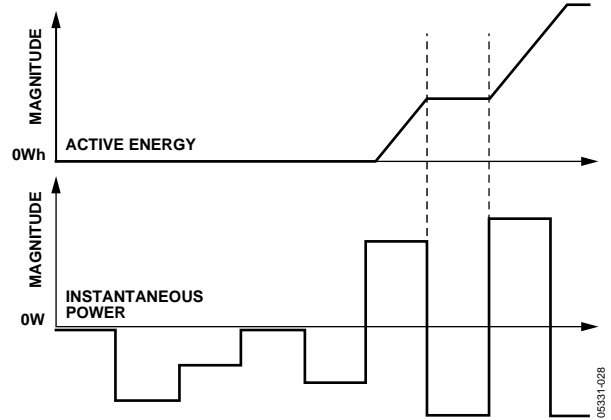 MAGNITUDE
0Wh
ACTIVE ENERGY
MAGNITUDE
INSTANTANEOUS
POWER
0W
05331-028